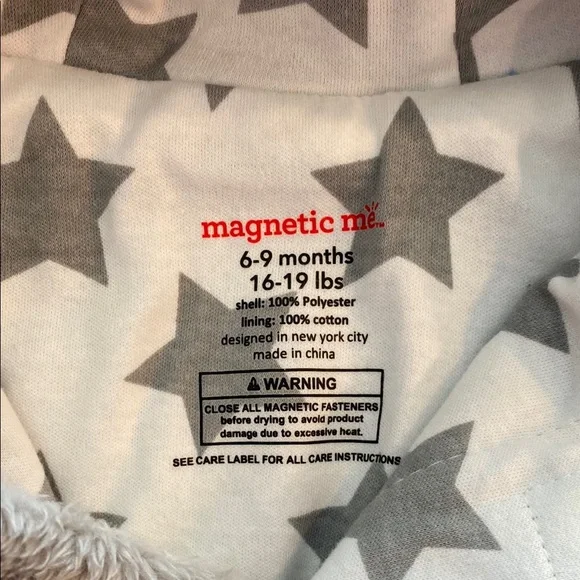 magnetic me™
6-9 months
16-19 lbs
shell: 100% Polyester
lining: 100% cotton
designed in new york city
made in china
⚠ WARNING
CLOSE ALL MAGNETIC FASTENERS
before drying to avoid product
damage due to excessive heat.
SEE CARE LABEL FOR ALL CARE INSTRUCTIONS